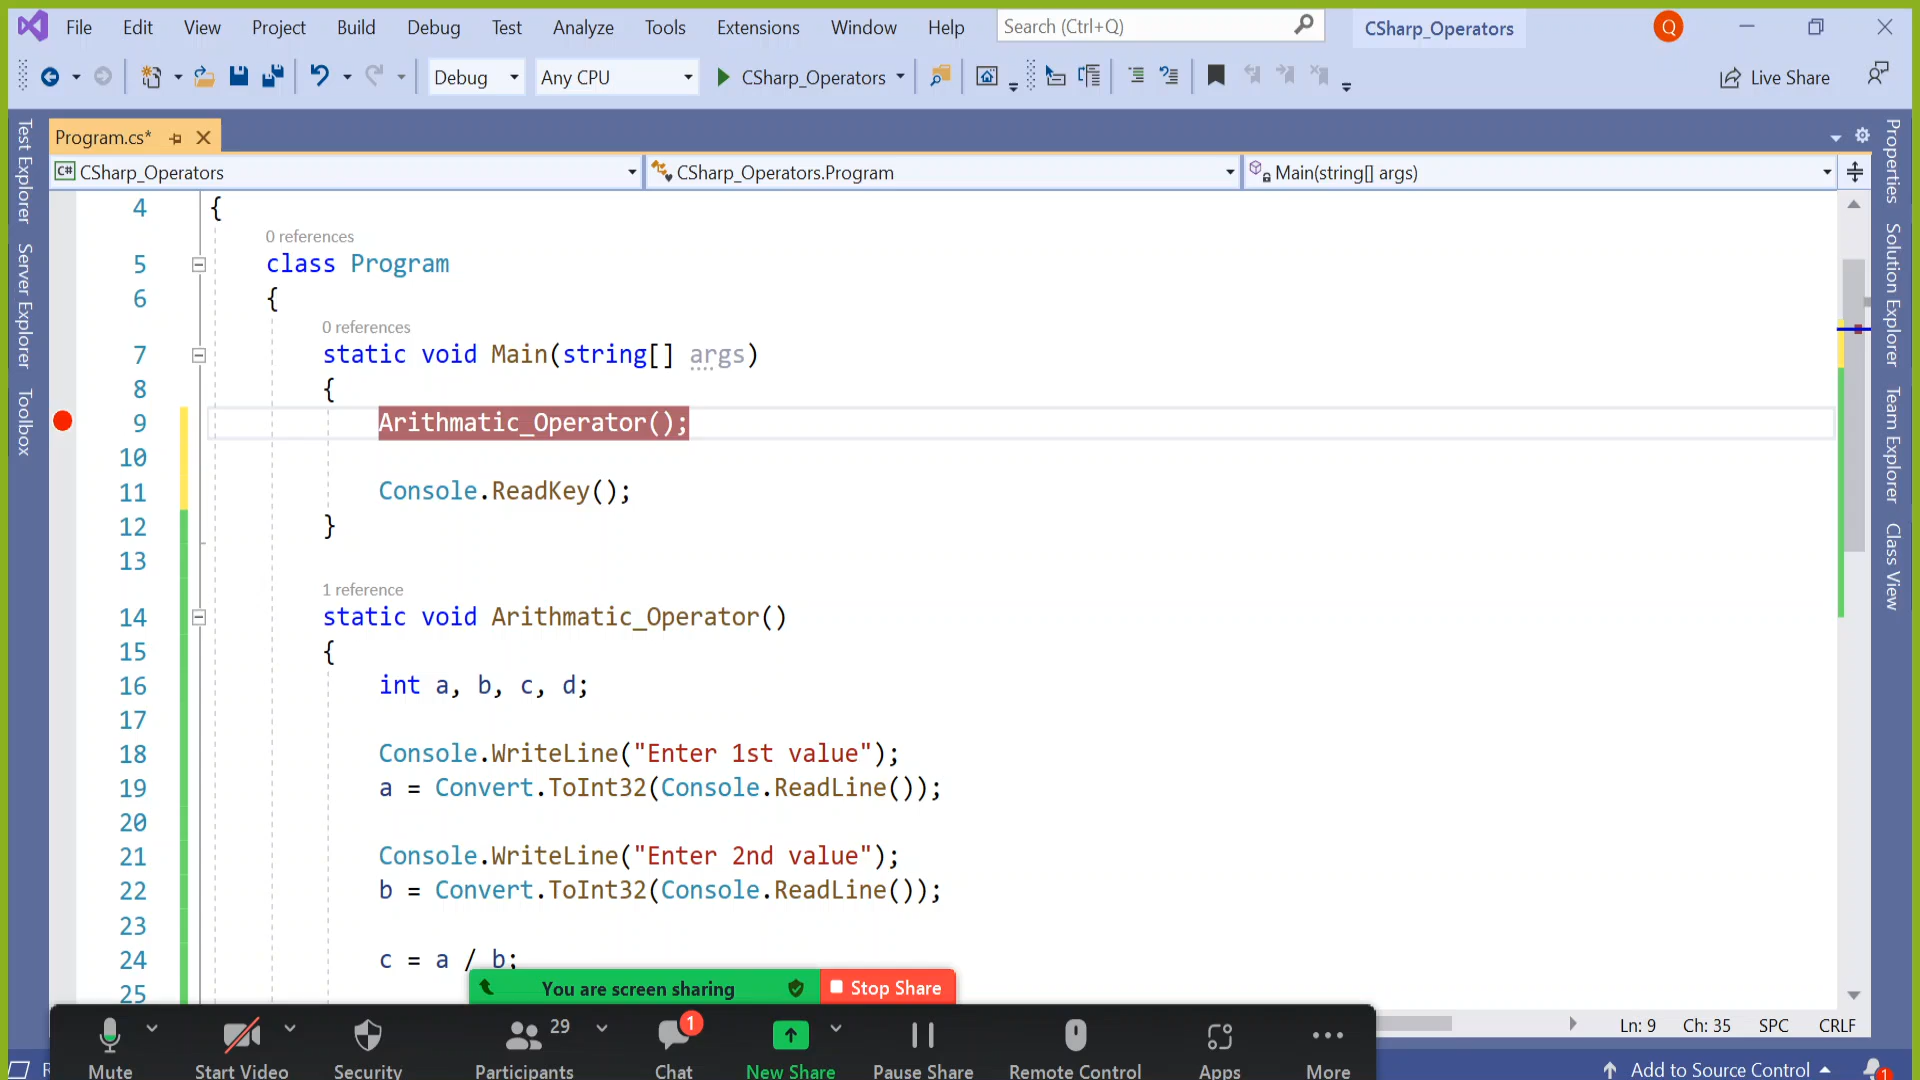 File Edit View Project Build Debug Test Analyze Tools Extensions Window Help Search (Ctrl+Q) CSharp_Operators Q
Debug Any CPU CSharp_Operators Live Share
Program.cs*
C# CSharp_Operators CSharp_Operators.Program Main(string[] args)
Test Explorer
Server Explorer
Toolbox
Properties
Solution Explorer
Team Explorer
Class View
4 {
0 references
5 class Program
6 {
0 references
7 static void Main(string[] args)
8 {
9 Arithmatic_Operator();
10
11 Console.ReadKey();
12 }
13
1 reference
14 static void Arithmatic_Operator()
15 {
16 int a, b, c, d;
17
18 Console.WriteLine("Enter 1st value");
19 a = Convert.ToInt32(Console.ReadLine());
20
21 Console.WriteLine("Enter 2nd value");
22 b = Convert.ToInt32(Console.ReadLine());
23
24 c = a / b;
25
You are screen sharing Stop Share
Ln: 9 Ch: 35 SPC CRLF
29 1
Mute Start Video Security Participants Chat New Share Pause Share Remote Control Apps More
Add to Source Control 1